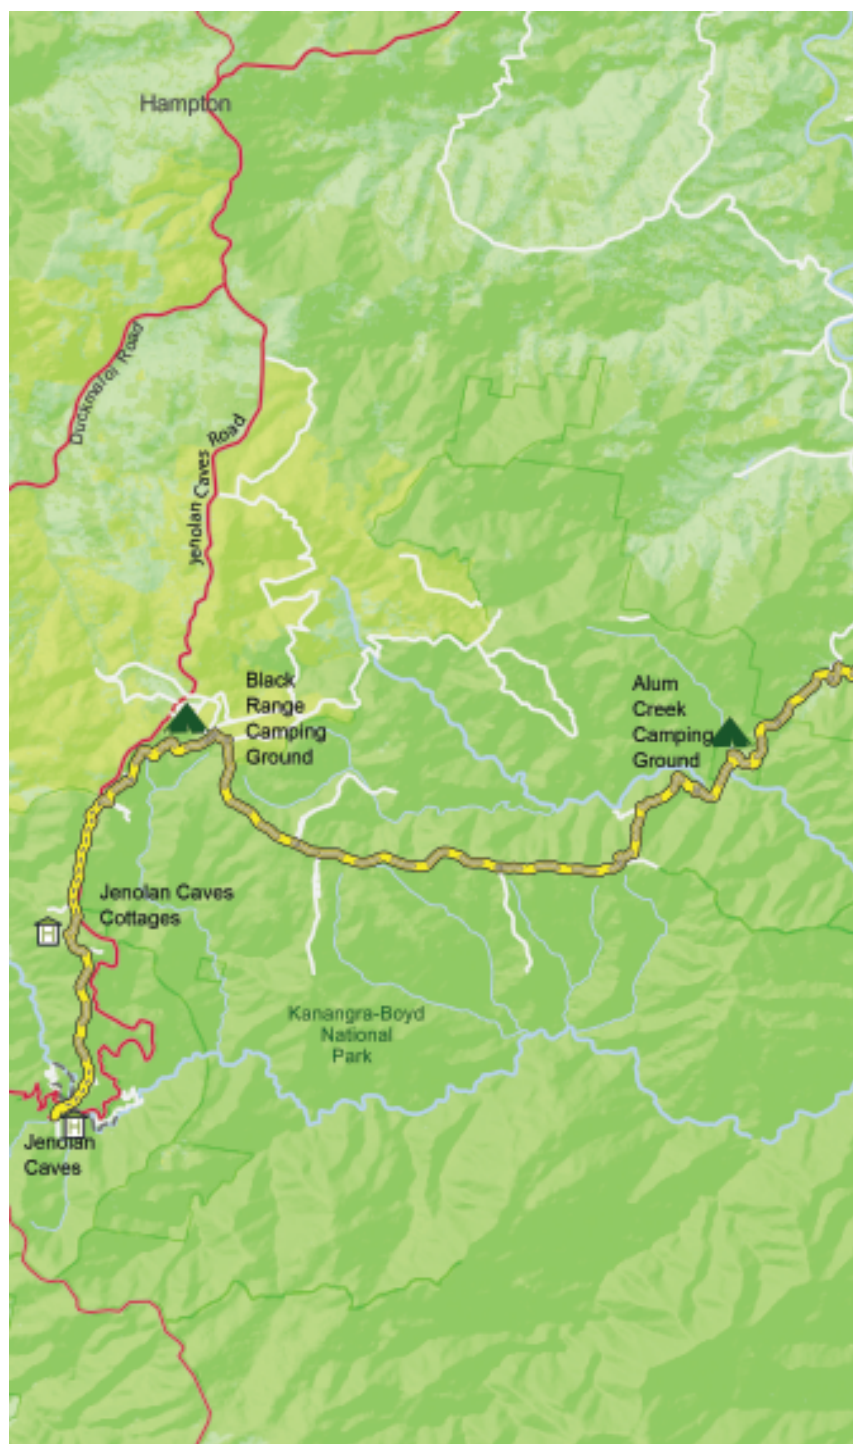 Hampton
Duckmaloi Road
Jenolan Caves Road
Black
Range
Camping
Ground
Alum
Creek
Camping
Ground
Jenolan Caves
Cottages
H
Kanangra-Boyd
National
Park
H
Jenolan
Caves